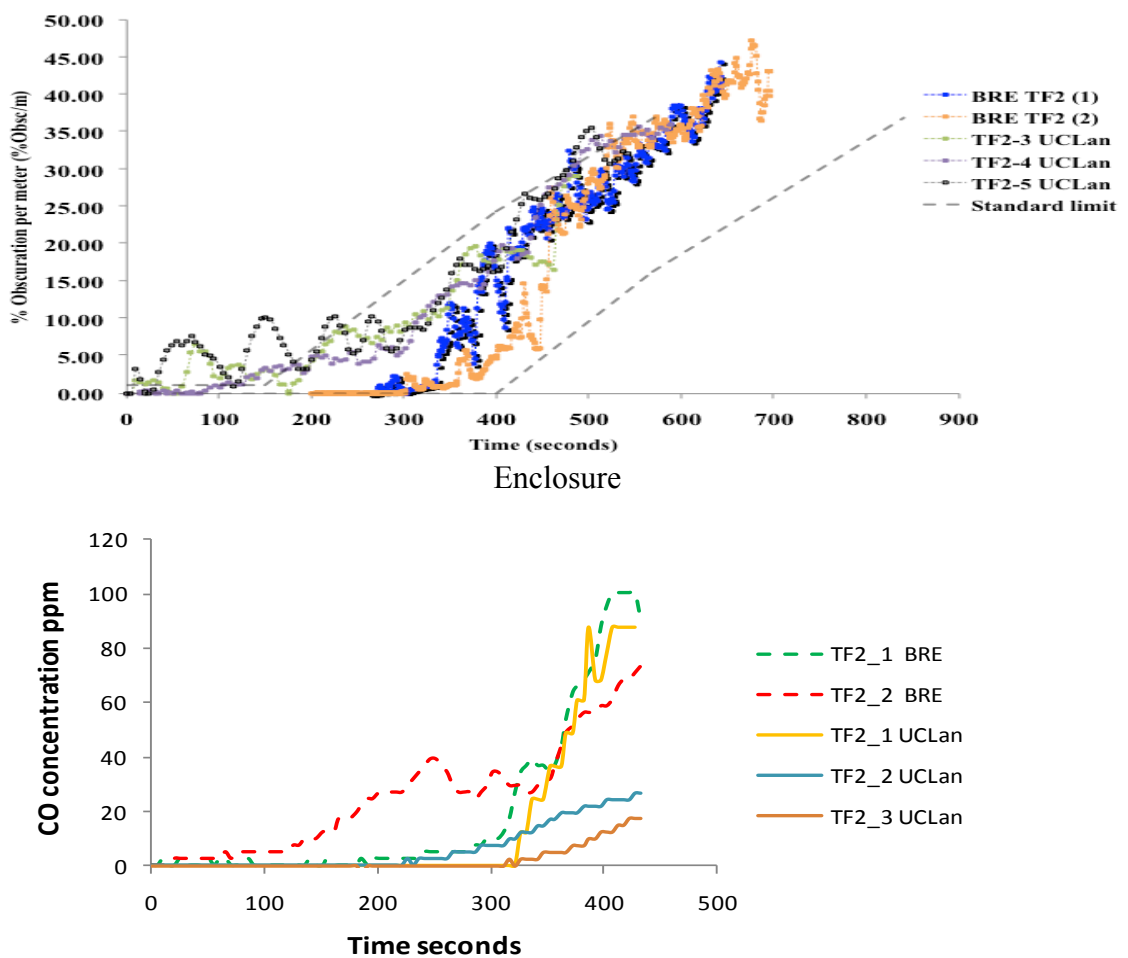 50.00
45.00
40.00
35.00
30.00
25.00
20.00
15.00
10.00
5.00
0.00
% Obscuration per meter (%Obsc/m)
0 100 200 300 400 500 600 700 800 900
Time (seconds)
BRE TF2 (1)
BRE TF2 (2)
TF2-3 UCLan
TF2-4 UCLan
TF2-5 UCLan
Standard limit
Enclosure
120
100
80
60
40
20
0
CO concentration ppm
0 100 200 300 400 500
Time seconds
TF2_1 BRE
TF2_2 BRE
TF2_1 UCLan
TF2_2 UCLan
TF2_3 UCLan